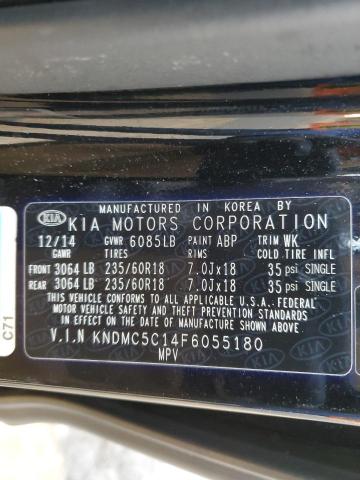 MANUFACTURED IN KOREA BY
KIA KIA MOTORS CORPORATION
12/14 GVWR 6085LB PAINT ABP TRIM WK
GAWR TIRES RIMS COLD TIRE INFL
FRONT 3064 LB 235/60R18 7.0Jx18 35 psi SINGLE
REAR 3064 LB 235/60R18 7.0Jx18 35 psi SINGLE
THIS VEHICLE CONFORMS TO ALL APPLICABLE U.S.A. FEDERAL
MOTOR VEHICLE SAFETY STANDARDS IN EFFECT ON THE
DATE OF MANUFACTURE SHOWN ABOVE.
V.I.N KNDMC5C14F6055180
MPV
C71